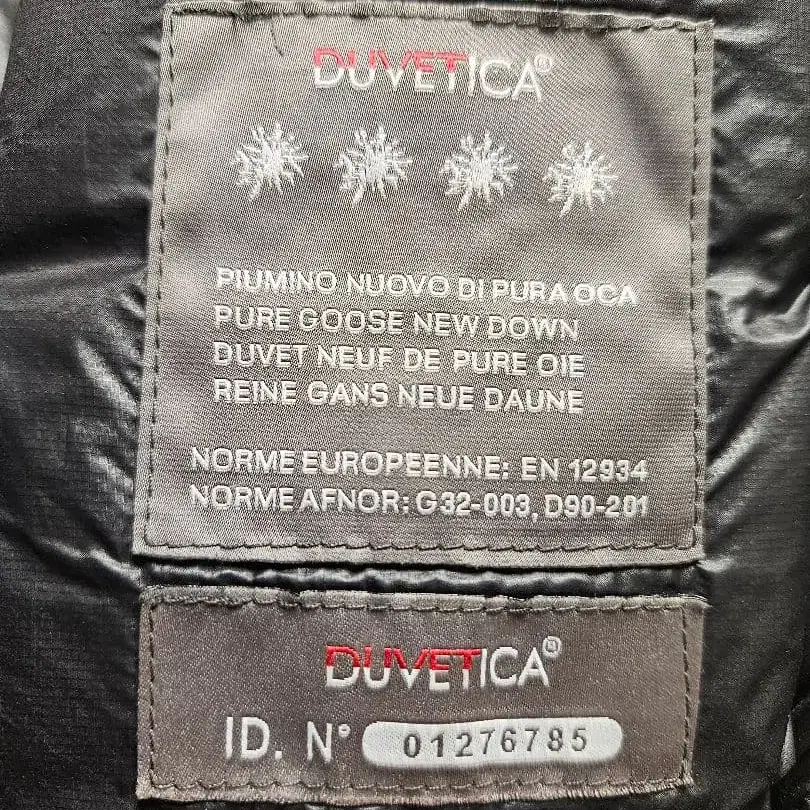 DUVETICA®
PIUMINO NUOVO DI PURA OCA
PURE GOOSE NEW DOWN
DUVET NEUF DE PURE OIE
REINE GANS NEUE DAUNE
NORME EUROPEENNE: EN 12934
NORME AFNOR: G32-003, D90-201
DUVETICA®
ID. N° 01276785